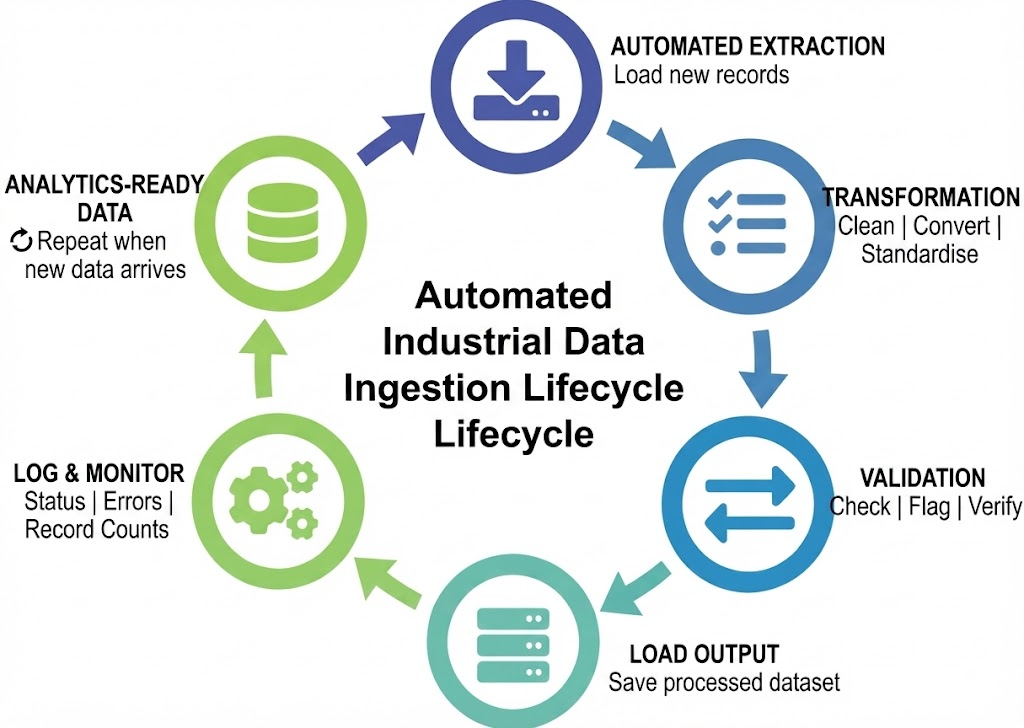 AUTOMATED EXTRACTION
Load new records
TRANSFORMATION
Clean | Convert |
Standardise
VALIDATION
Check | Flag | Verify
LOAD OUTPUT
Save processed dataset
LOG & MONITOR
Status | Errors |
Record Counts
ANALYTICS-READY
DATA
Repeat when
new data arrives
Automated
Industrial Data
Ingestion Lifecycle
Lifecycle